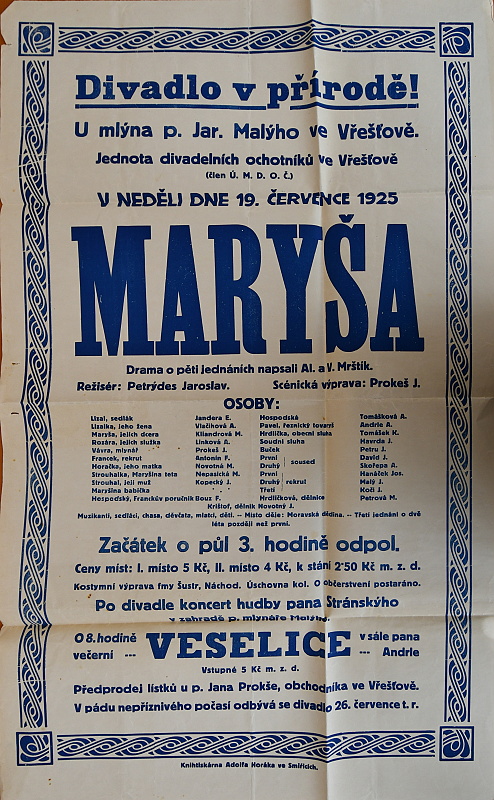 Divadlo v přírodě!
U mlýna p. Jar. Malýho ve Vřešťově.
Jednota divadelních ochotníků ve Vřešťově
(člen Ú. M. D. O. Č.)
V NEDĚLI DNE 19. ČERVENCE 1925
MARYŠA
Drama o pěti jednáních napsali Al. a V. Mrštík.
Režisér: Petrýdes Jaroslav. Scénická výprava: Prokeš J.
OSOBY:
Lízal, sedlák Jandera E. Hospodská Tomášková A.
Lízalka, jeho žena Vlačihová A. Pavel, řeznický tovaryš Andrle A.
Maryša, jejich dcera Kliandrová M. Hrdlička, obecní sluha Tomášek K.
Rozára, jejich služka Linková A. Soudní sluha Havrda J.
Vávra, mlynář Prokeš J. Buček Petru J.
Francek, rekrut Antonín F. První soused David J.
Horačka, jeho matka Novotná M. Druhý Skořepa A.
Strouhalka, Maryšina teta Nepasická M. První rekrut Hanáček Jos.
Strouhal, její muž Kopecký J. Druhý Malý J.
Maryšina babička Třetí Kočí J.
Hospodský, Frankův poručník Bouz F. Hrdličková, dělnice Petrová M.
Krištof, dělník Novotný J.
Muzikanti, sedláci, chasa, děvčata, mlatci, děti. — Místo děje: Moravská dědina. — Třetí jednání o dvě
léta později než první.
Začátek o půl 3. hodině odpol.
Ceny míst: I. místo 5 Kč, II. místo 4 Kč, k stání 2·50 Kč m. z. d.
Kostymní výprava fmy Šustr, Náchod. Úschovna kol. O občerstvení postaráno.
Po divadle koncert hudby pana Stránského
v zahradě p. mlynáře Malýho.
O 8. hodině večerní --- VESELICE v sále pana --- Andrle
Vstupné 5 Kč m. z. d.
Předprodej lístků u p. Jana Prokše, obchodníka ve Vřešťově.
V pádu nepříznivého počasí odbývá se divadlo 26. července t. r.
Knihtiskárna Adolfa Horáka ve Smiřicích.